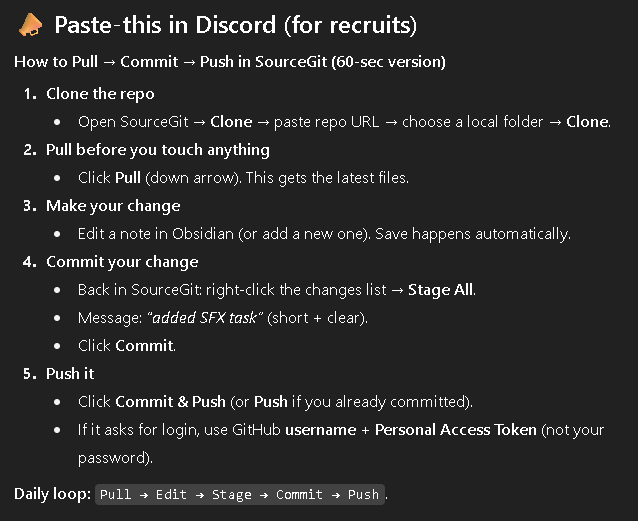 📣 Paste-this in Discord (for recruits)
How to Pull → Commit → Push in SourceGit (60-sec version)
1. Clone the repo
• Open SourceGit → Clone → paste repo URL → choose a local folder → Clone.
2. Pull before you touch anything
• Click Pull (down arrow). This gets the latest files.
3. Make your change
• Edit a note in Obsidian (or add a new one). Save happens automatically.
4. Commit your change
• Back in SourceGit: right-click the changes list → Stage All.
• Message: “added SFX task” (short + clear).
• Click Commit.
5. Push it
• Click Commit & Push (or Push if you already committed).
• If it asks for login, use GitHub username + Personal Access Token (not your
password).
Daily loop: Pull → Edit → Stage → Commit → Push.